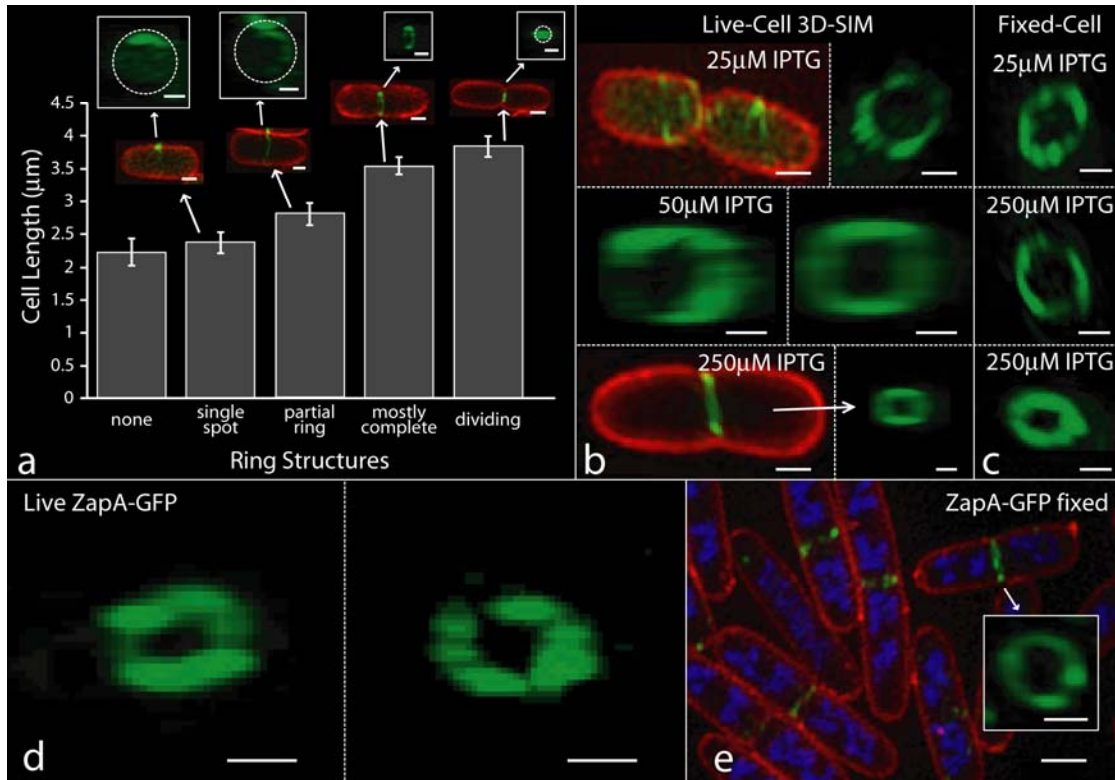 4.5
4
3.5
3
2.5
2
1.5
1
0.5
0
Cell Length (μm)
none
single
spot
partial
ring
mostly
complete
dividing
Ring Structures
a
Live-Cell 3D-SIM
25μM IPTG
50μM IPTG
250μM IPTG
b
Fixed-Cell
25μM IPTG
250μM IPTG
250μM IPTG
c
Live ZapA-GFP
d
ZapA-GFP fixed
e